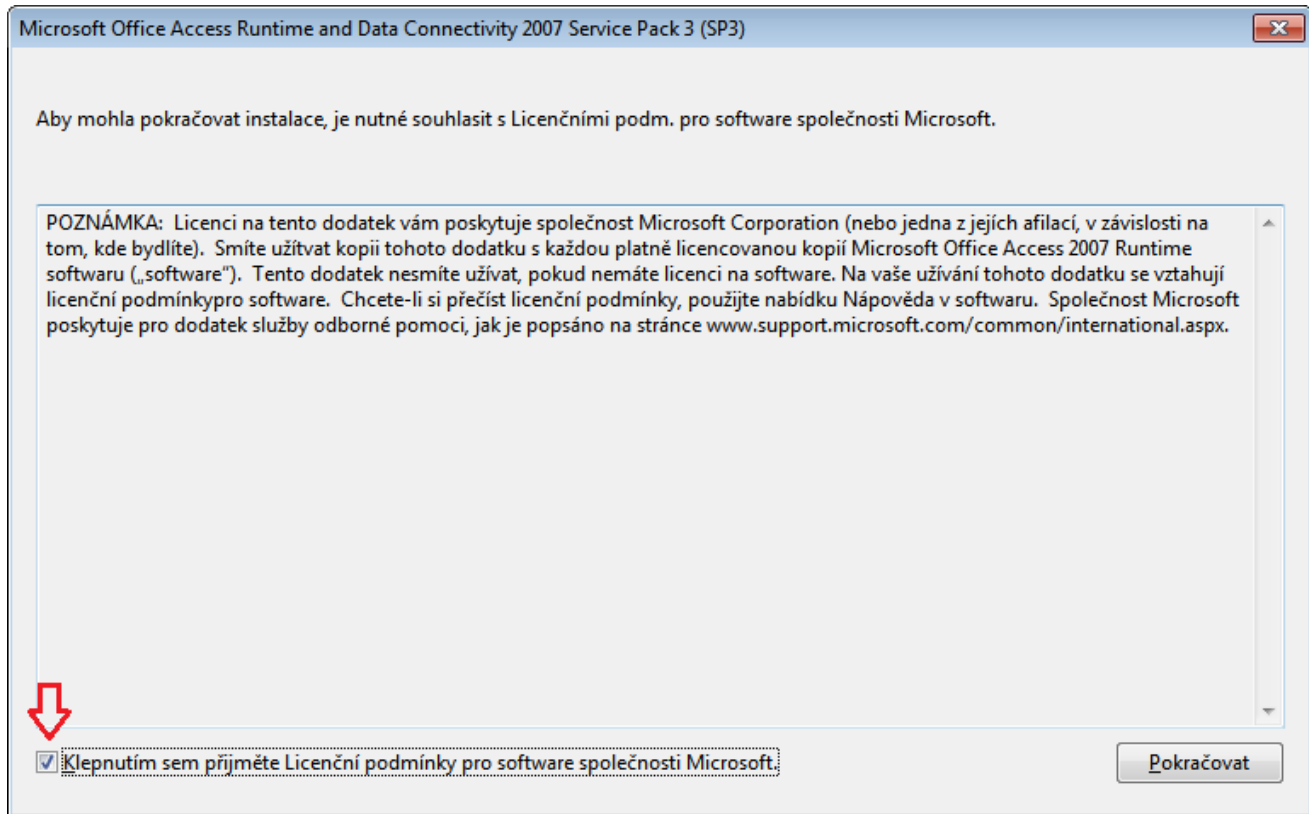 Microsoft Office Access Runtime and Data Connectivity 2007 Service Pack 3 (SP3)
Aby mohla pokračovat instalace, je nutné souhlasit s Licenčními podm. pro software společnosti Microsoft.
POZNÁMKA:  Licenci na tento dodatek vám poskytuje společnost Microsoft Corporation (nebo jedna z jejích afilací, v závislosti na
tom, kde bydlíte).  Smíte užítvat kopii tohoto dodatku s každou platně licencovanou kopií Microsoft Office Access 2007 Runtime
softwaru („software“).  Tento dodatek nesmíte užívat, pokud nemáte licenci na software. Na vaše užívání tohoto dodatku se vztahují
licenční podmínkypro software.  Chcete-li si přečíst licenční podmínky, použijte nabídku Nápověda v softwaru.  Společnost Microsoft
poskytuje pro dodatek služby odborné pomoci, jak je popsáno na stránce www.support.microsoft.com/common/international.aspx.
Klepnutím sem přijměte Licenční podmínky pro software společnosti Microsoft.
Pokračovat